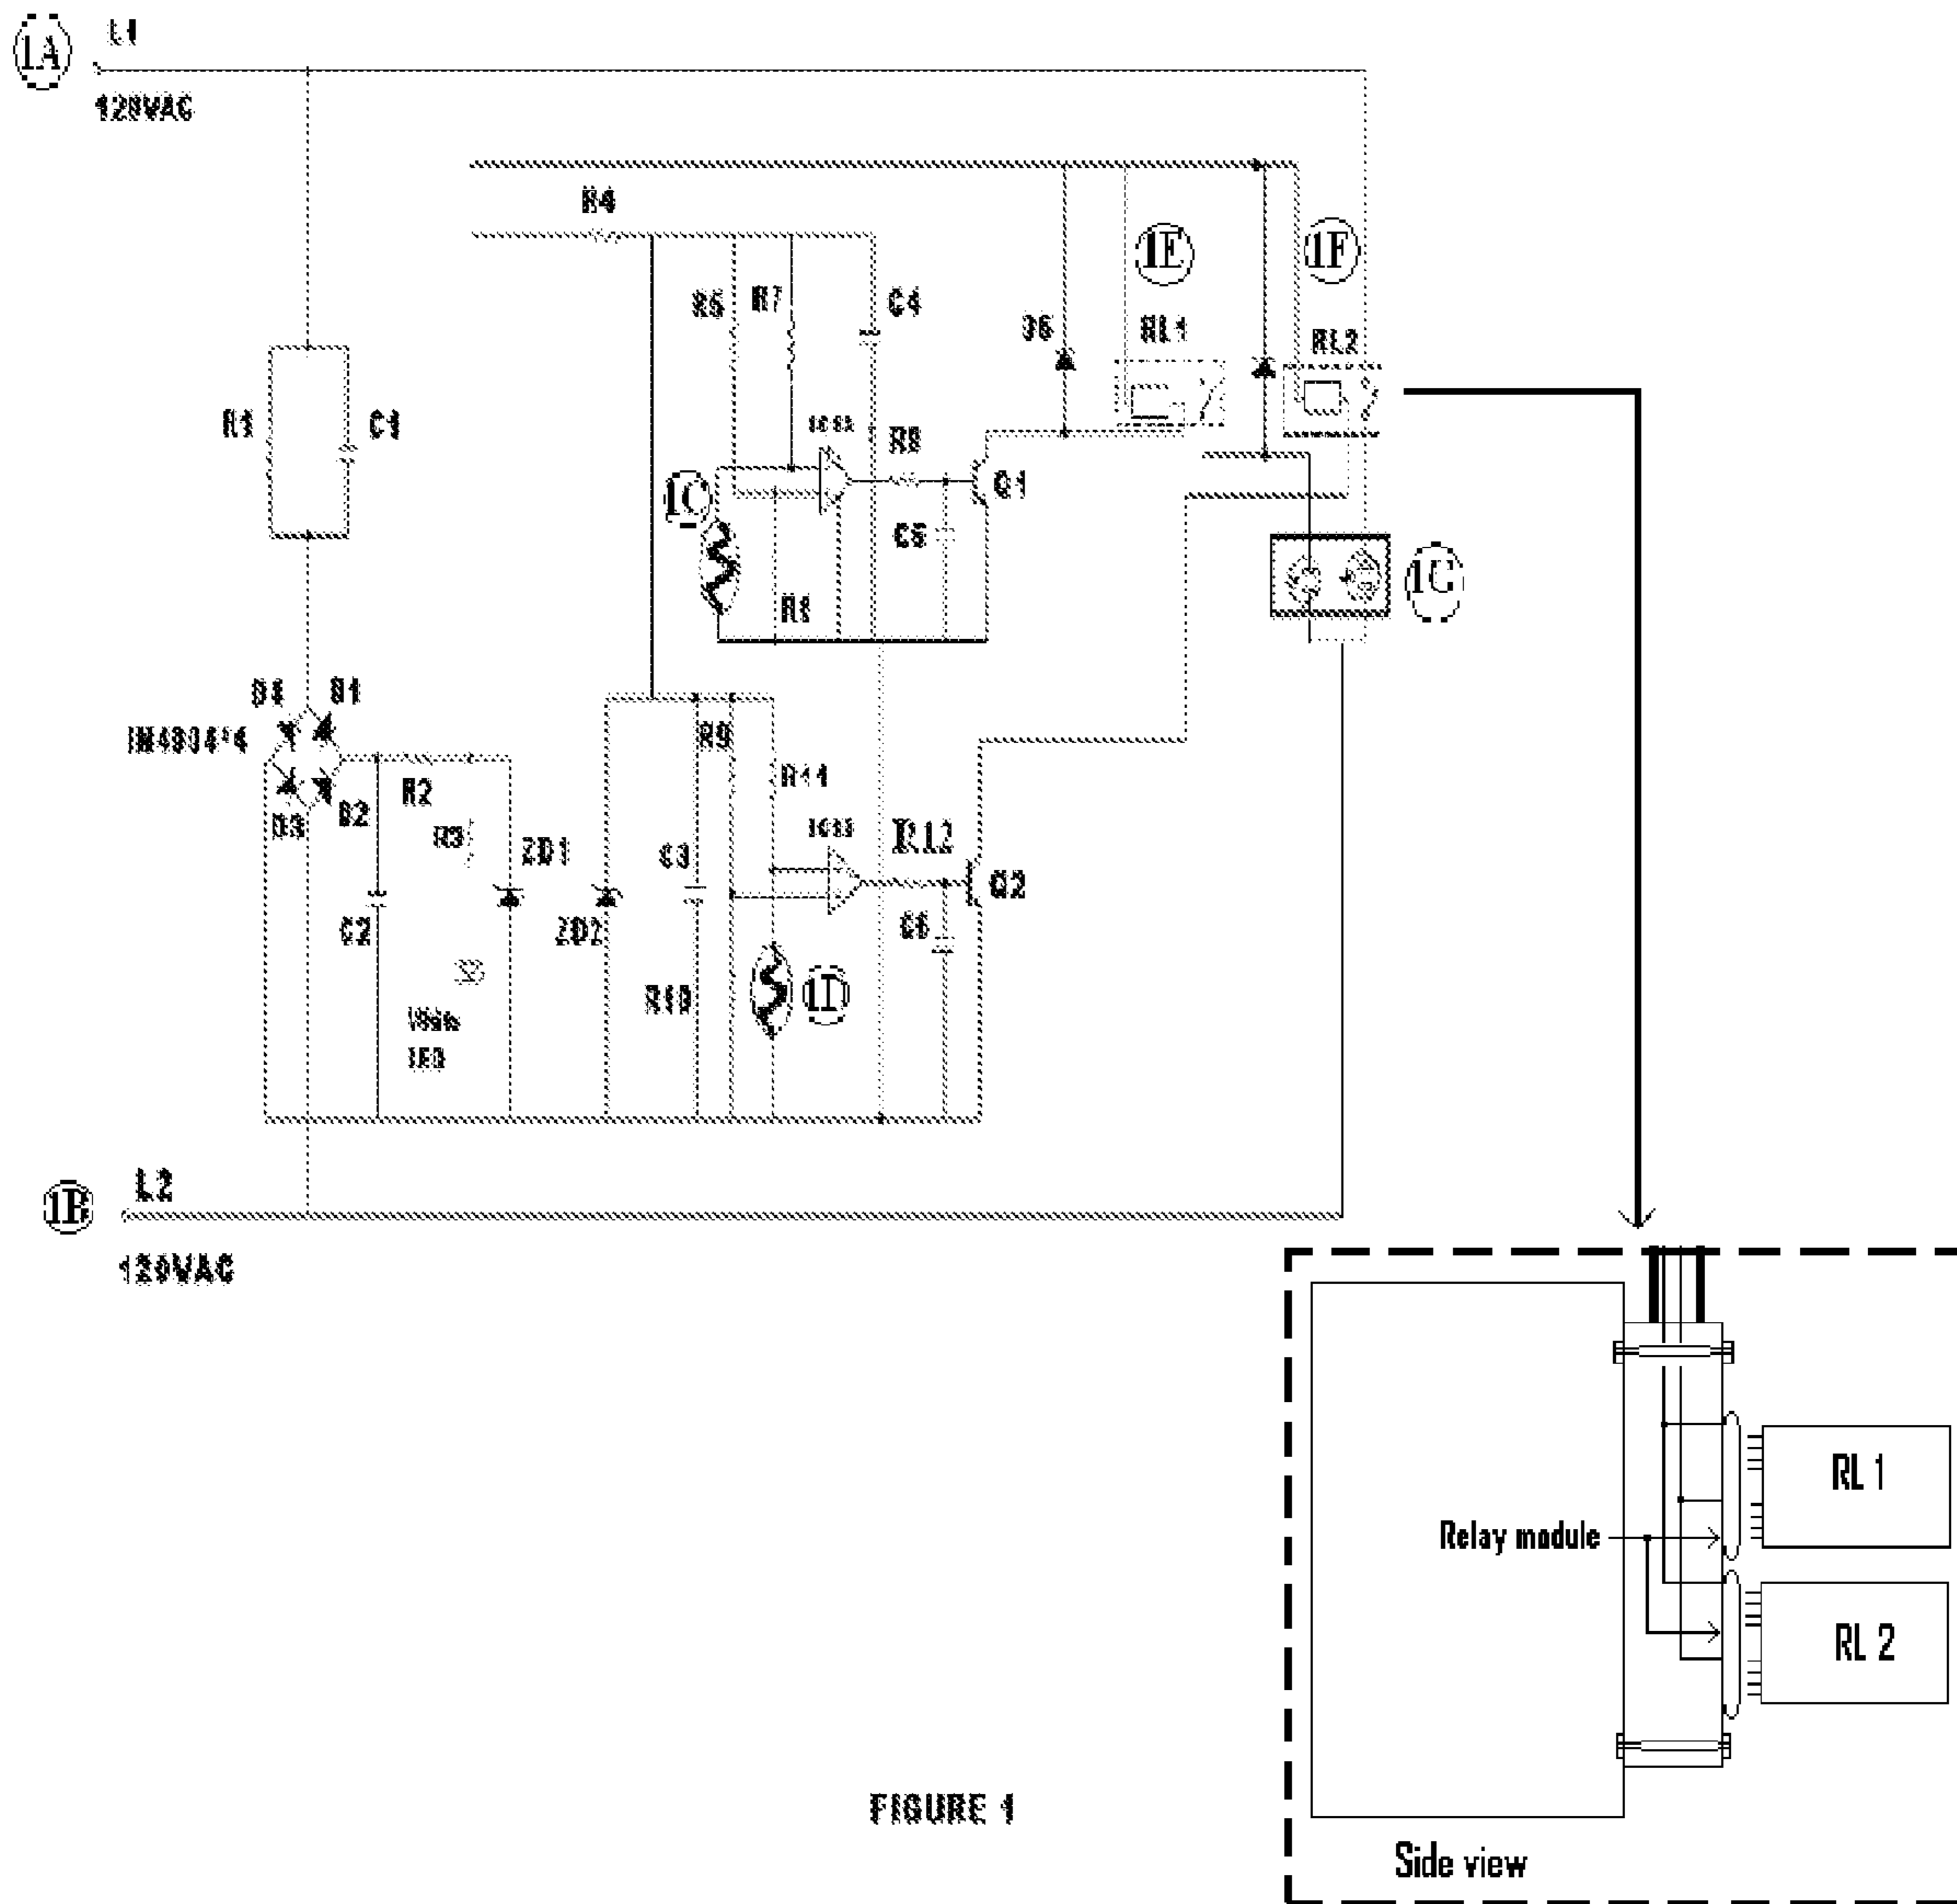 1A
L1
120VAC
R4
1E
1F
R5
R7
C4
D6
RL1
RL2
R1
C1
R8
1C
Q1
C5
1G
D4
D1
R9
R11
R2
D3
D2
R3
ZD1
C3
R12
Q2
C2
ZD2
C6
R10
1D
LED
1B
L2
120VAC
RL 1
Relay module
RL 2
FIGURE 1
Side view